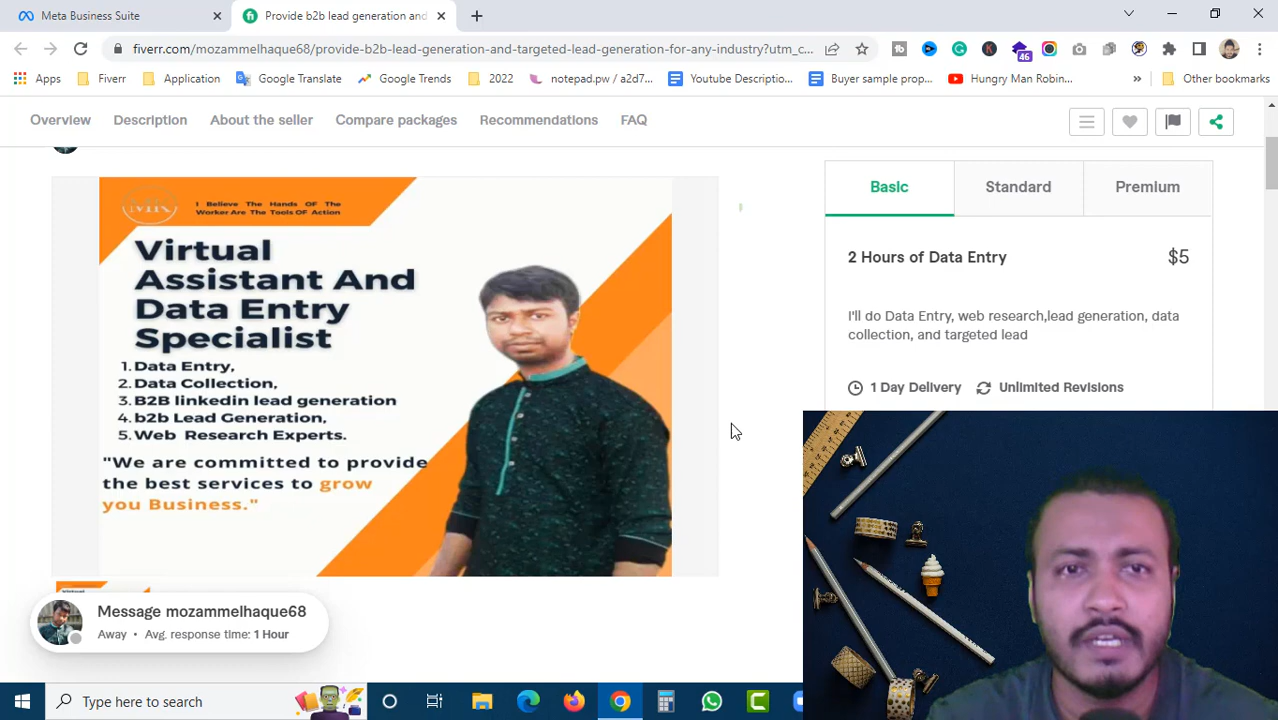 Meta Business Suite
Provide b2b lead generation and
fiverr.com/mozammelhaque68/provide-b2b-lead-generation-and-targeted-lead-generation-for-any-industry?utm_c...
46
Apps
Fiverr
Application
Google Translate
Google Trends
2022
notepad.pw / a2d7...
Youtube Descriptio...
Buyer sample prop...
Hungry Man Robin...
»
Other bookmarks
Overview
Description
About the seller
Compare packages
Recommendations
FAQ
MK
I Believe The Hands OF The
Worker Are The Tools OF Action
Virtual
Assistant And
Data Entry
Specialist
1. Data Entry,
2. Data Collection,
3. B2B linkedin lead generation
4. b2b Lead Generation,
5. Web Research Experts.
"We are committed to provide
the best services to grow
you Business."
Basic
Standard
Premium
2 Hours of Data Entry
$5
I'll do Data Entry, web research,lead generation, data
collection, and targeted lead
1 Day Delivery
Unlimited Revisions
Message mozammelhaque68
Away • Avg. response time: 1 Hour
Type here to search